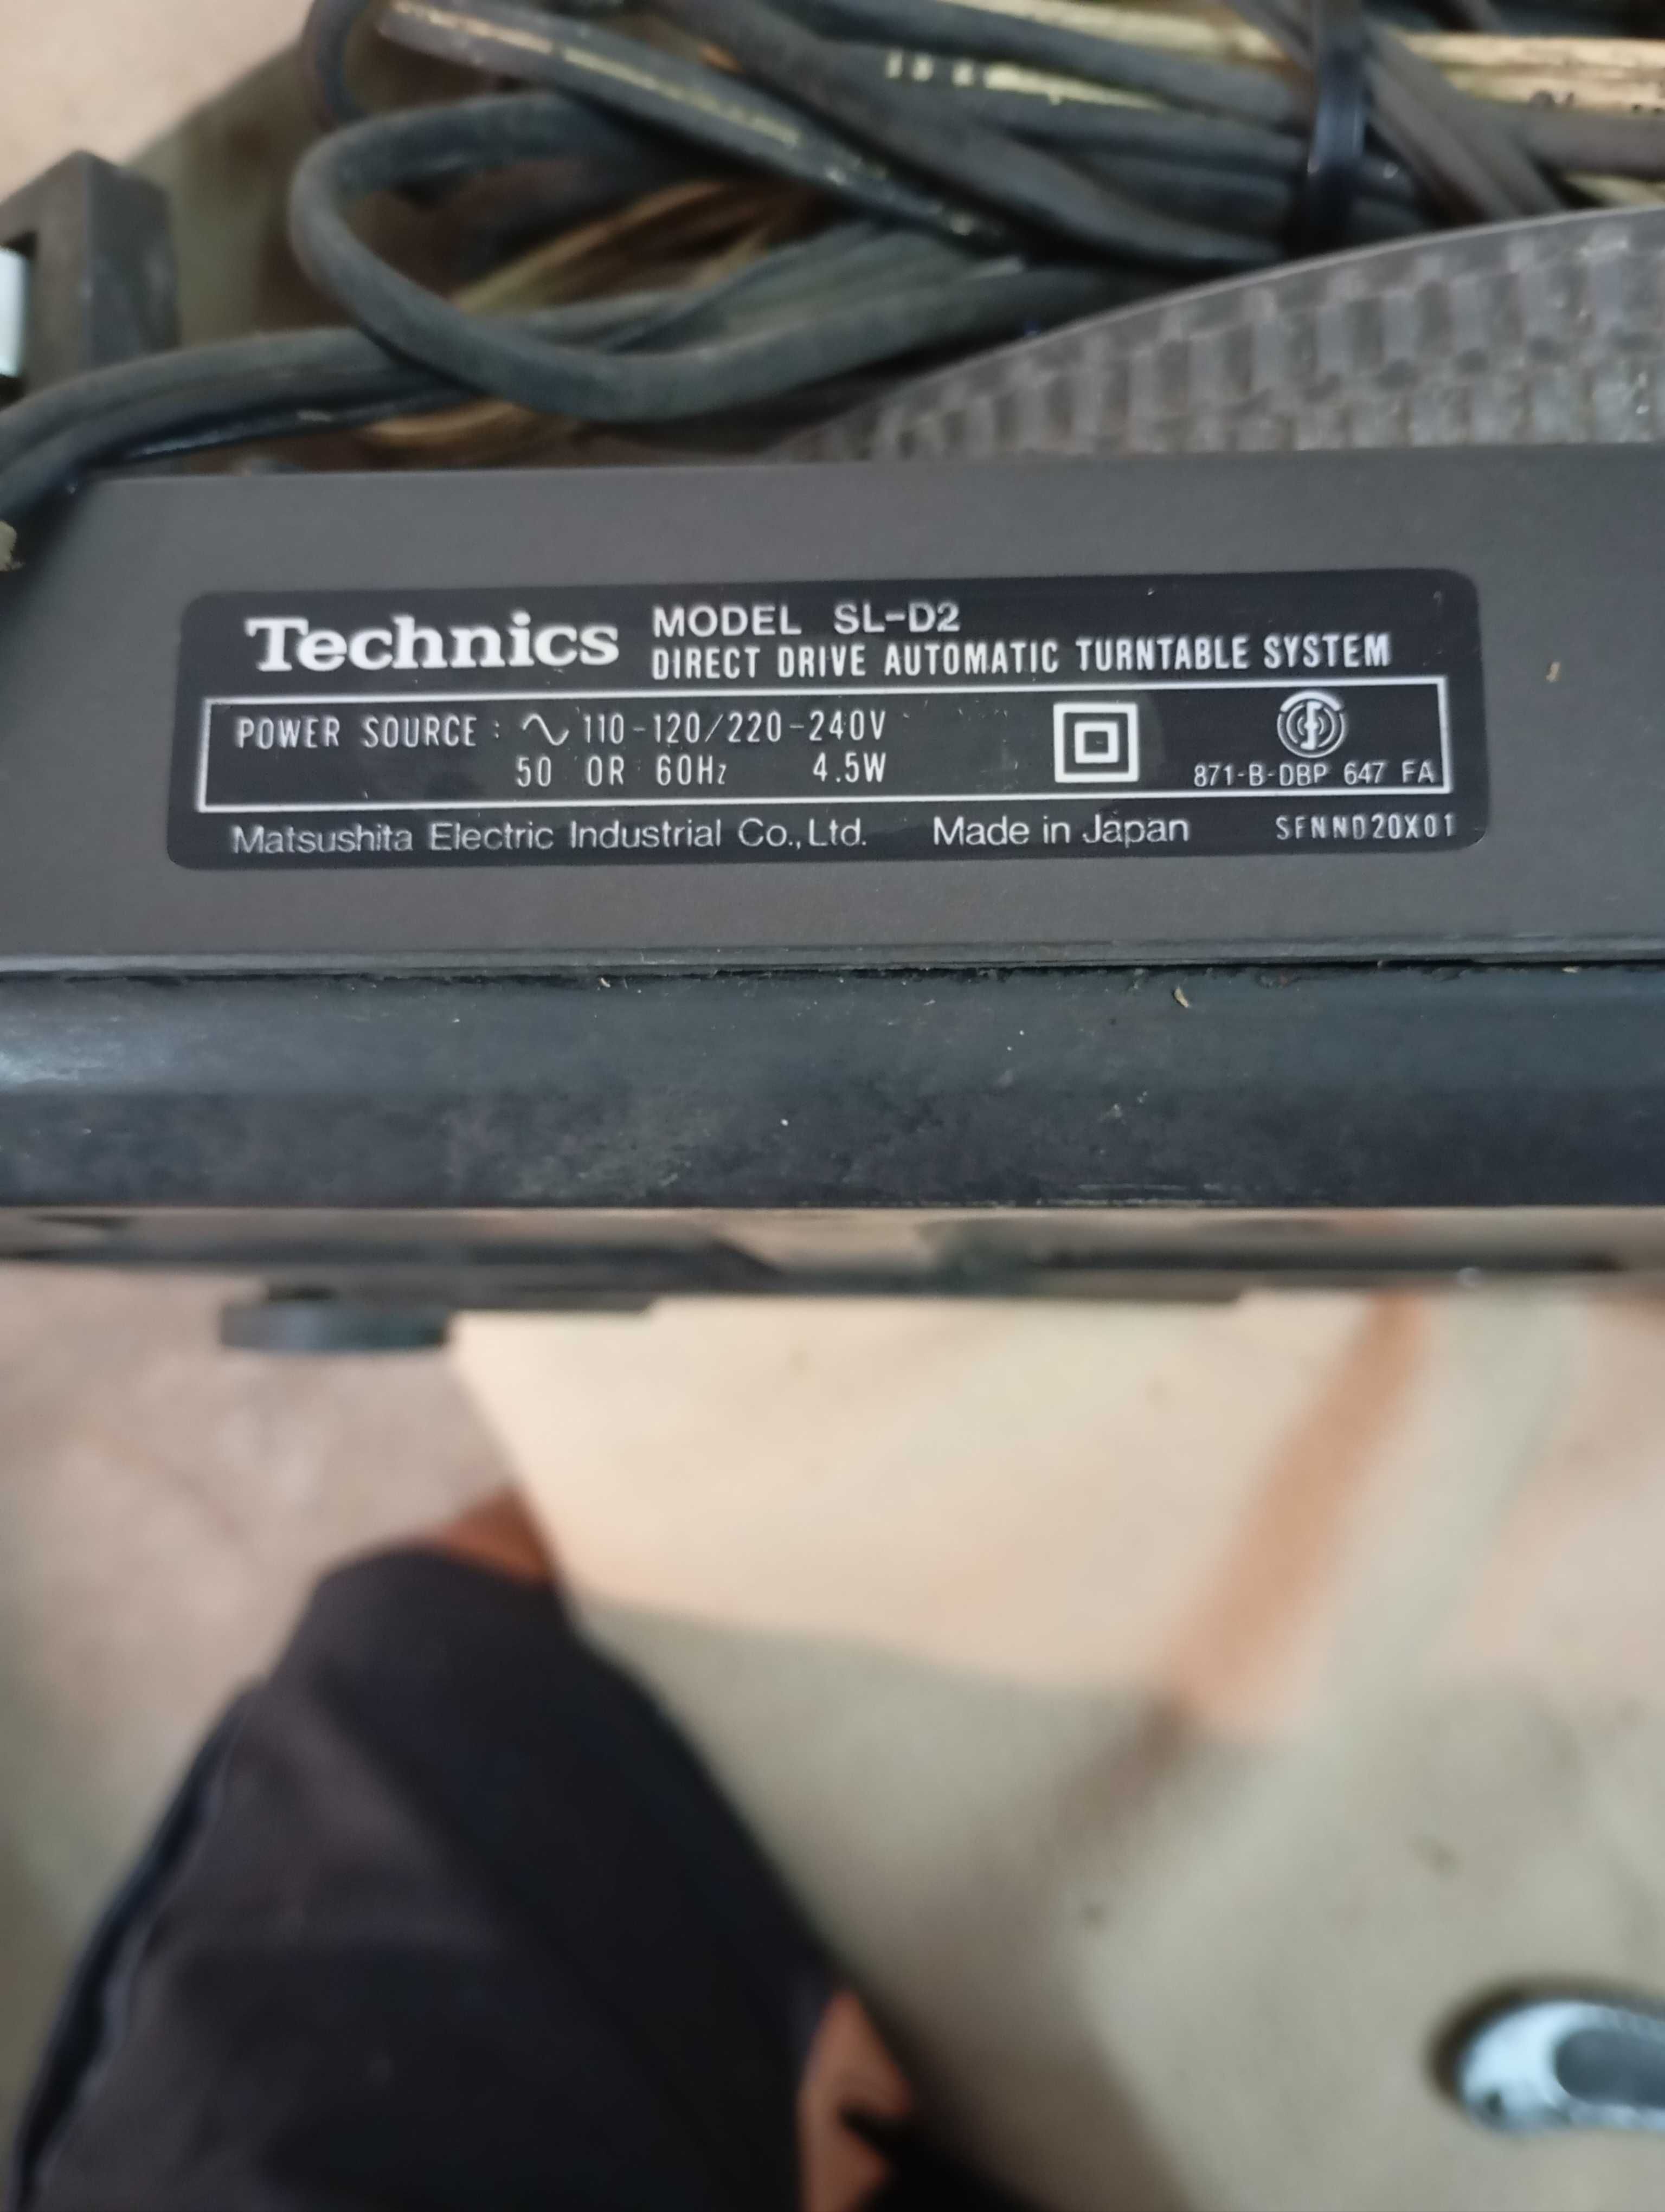 Technics MODEL SL-D2
DIRECT DRIVE AUTOMATIC TURNTABLE SYSTEM
POWER SOURCE : ∿ 110-120/220-240V
50 OR 60Hz 4.5W
871-B-DBP 647 FA
Matsushita Electric Industrial Co., Ltd. Made in Japan SFNND20X01